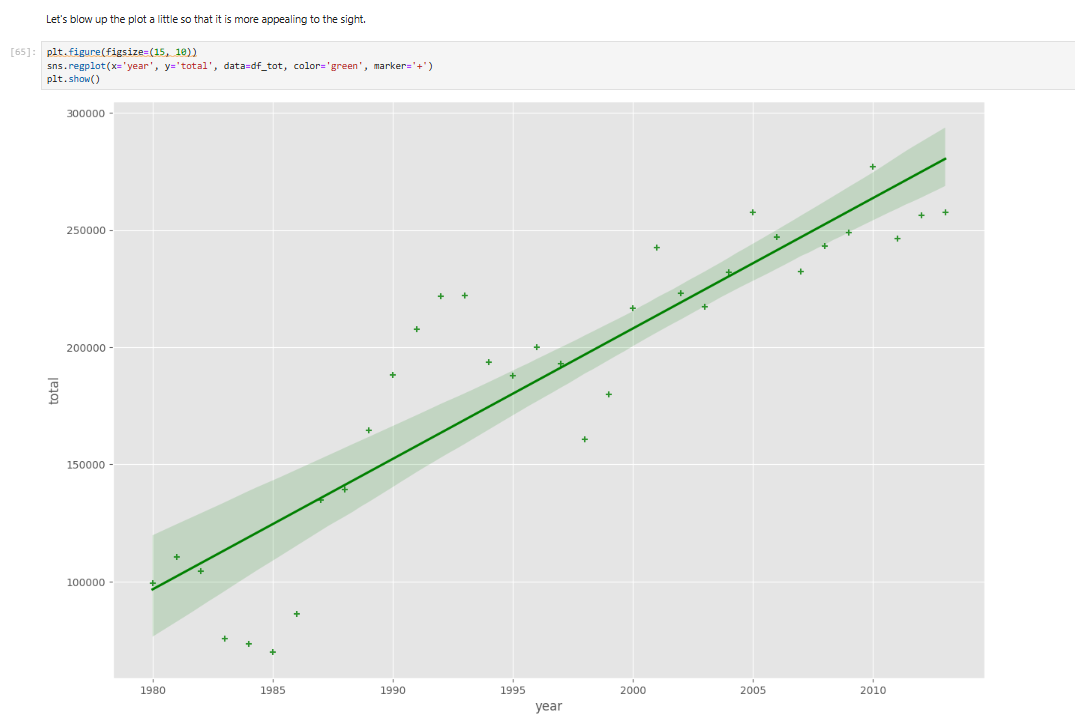 Let's blow up the plot a little so that it is more appealing to the sight.
[65]: plt.figure(figsize=(15, 10))
sns.regplot(x='year', y='total', data=df_tot, color='green', marker='+')
plt.show()
300000
250000
200000
150000
100000
total
1980 1985 1990 1995 2000 2005 2010
year